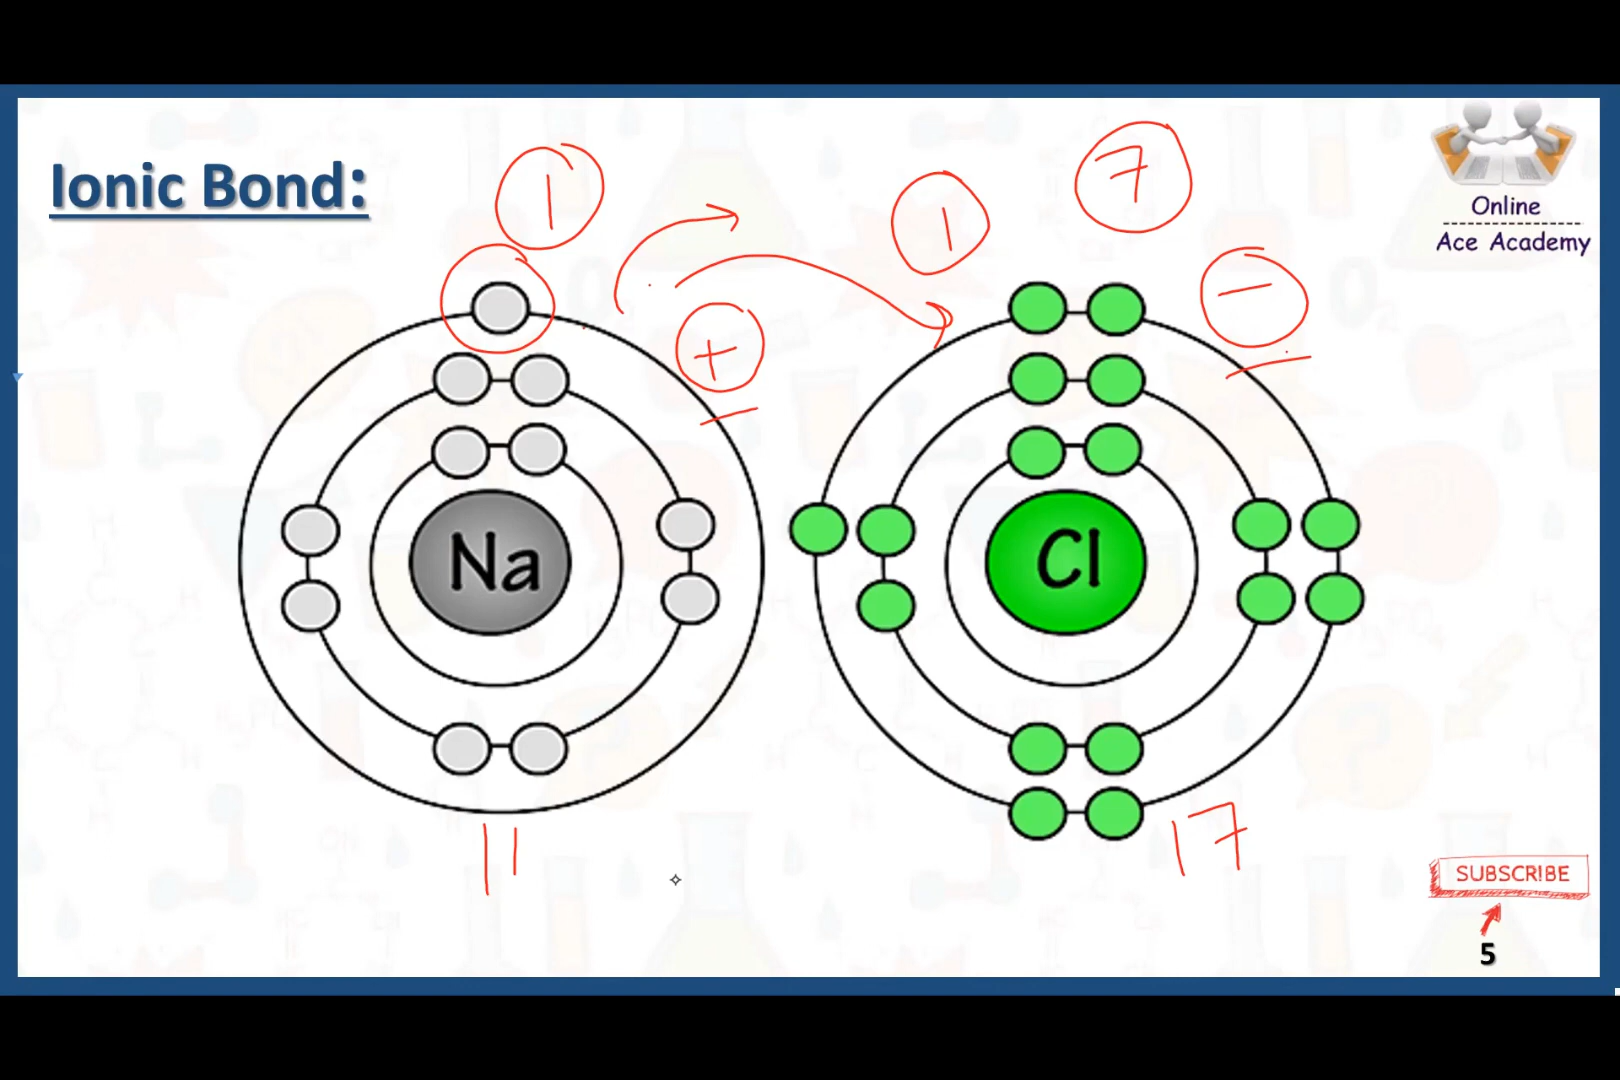 Ionic Bond:
1
1
7
Online
Ace Academy
+
−
Na
Cl
11
17
SUBSCRIBE
5